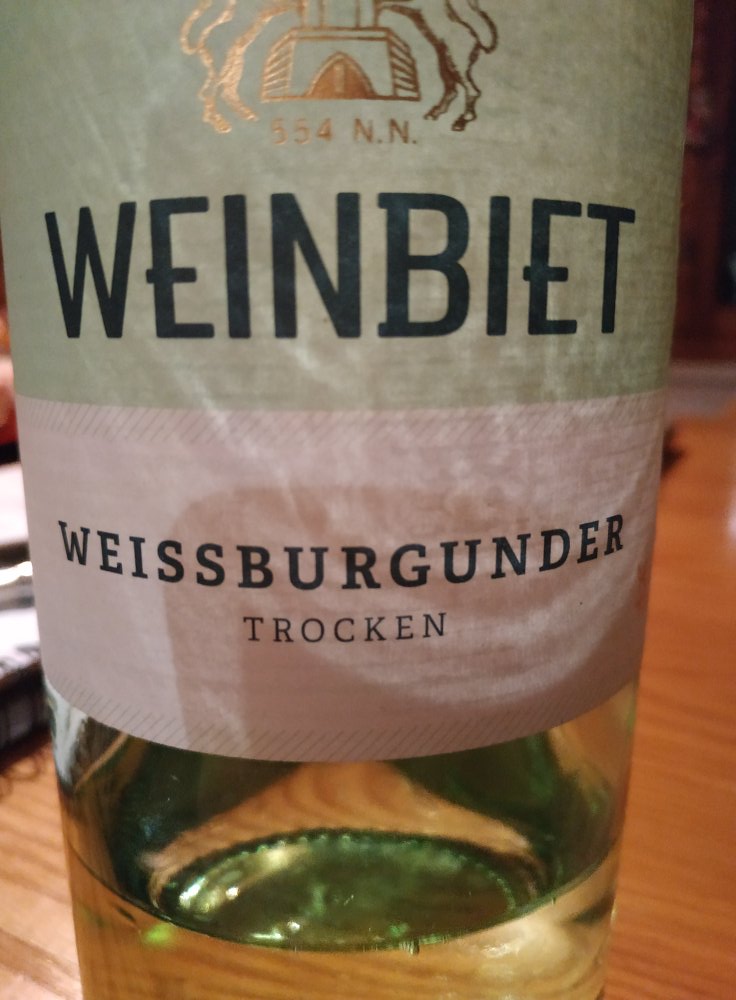 554 N.N.
WEINBIET
WEISSBURGUNDER
TROCKEN